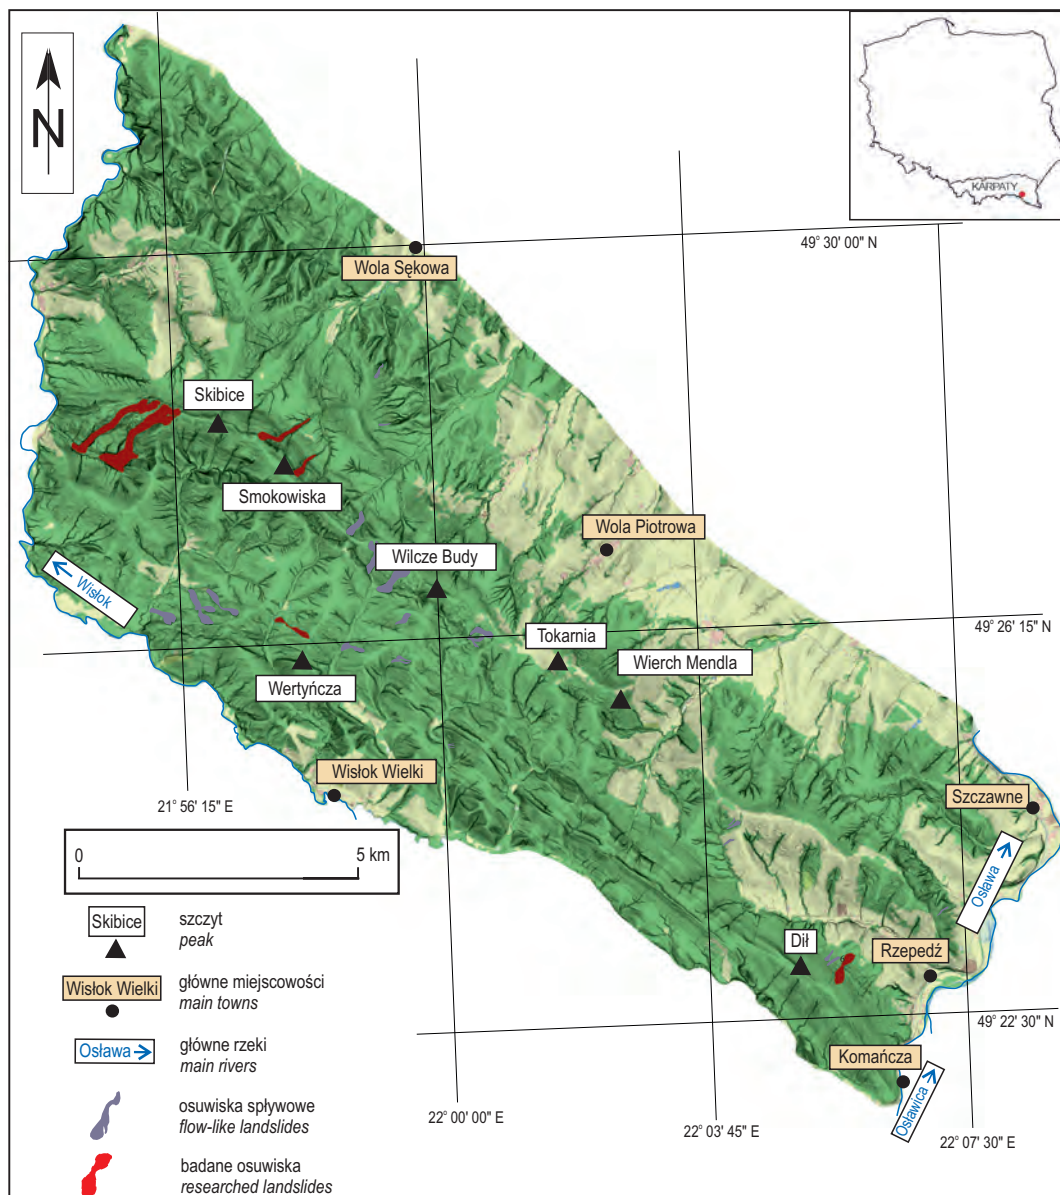 N
KARPATY
49° 30' 00" N
Wola Sękowa
Skibice
Smokowiska
Wola Piotrowa
Wilcze Budy
Wisłok
49° 26' 15" N
Tokarnia
Wierch Mendla
Wertyńcza
Wisłok Wielki
Szczawne
21° 56' 15" E
Osława
Dił
Rzepedź
49° 22' 30" N
Komańcza
Osławica
22° 00' 00" E
22° 03' 45" E
22° 07' 30" E
0 5 km
Skibice
szczyt
peak
Wisłok Wielki
główne miejscowości
main towns
Osława
główne rzeki
main rivers
osuwiska spływowe
flow-like landslides
badane osuwiska
researched landslides